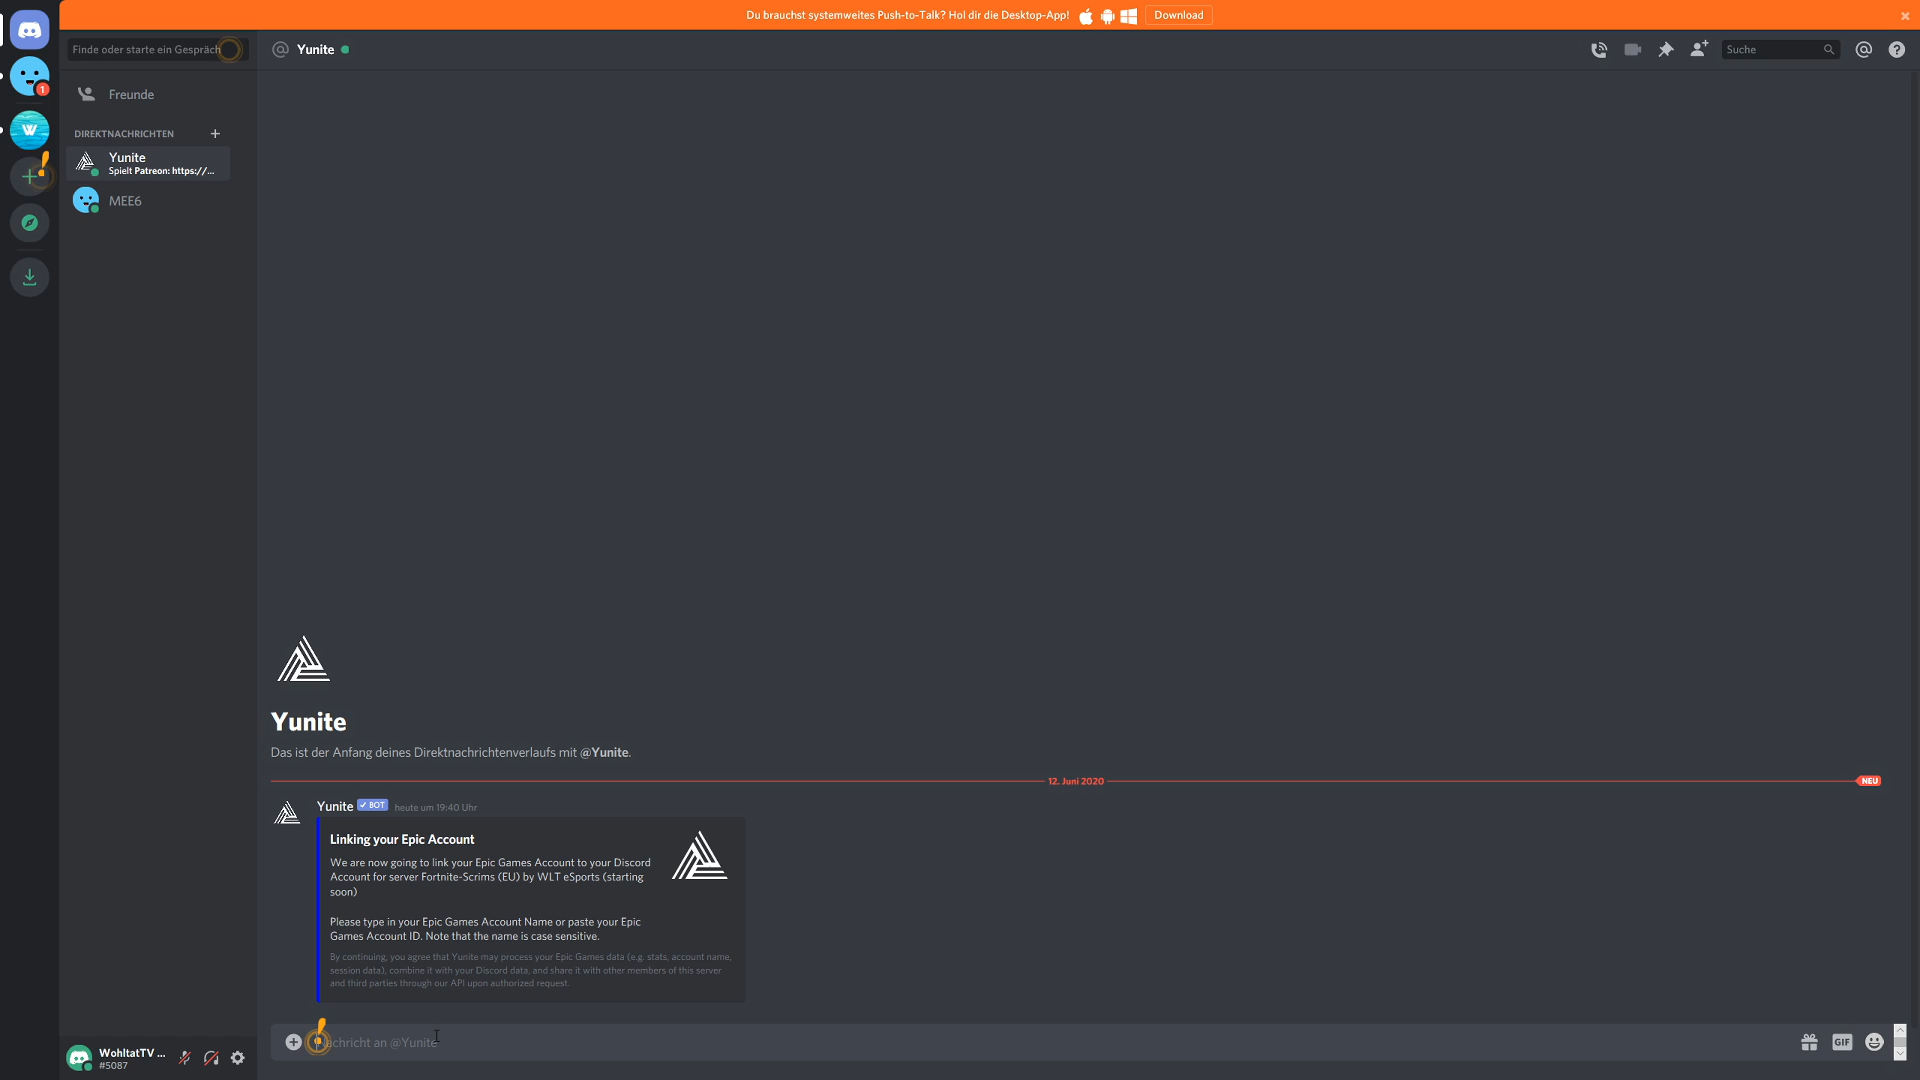 Du brauchst systemweites Push-to-Talk? Hol dir die Desktop-App!
Download
Finde oder starte ein Gespräch
Yunite
Suche
1
Freunde
DIREKTNACHRICHTEN
W
Yunite
Spielt Patreon: https://...
MEE6
Yunite
Das ist der Anfang deines Direktnachrichtenverlaufs mit @Yunite.
12. Juni 2020
NEU
Yunite BOT heute um 19:40 Uhr
Linking your Epic Account
We are now going to link your Epic Games Account to your Discord
Account for server Fortnite-Scrims (EU) by WLT eSports (starting
soon)
Please type in your Epic Games Account Name or paste your Epic
Games Account ID. Note that the name is case sensitive.
By continuing, you agree that Yunite may process your Epic Games data (e.g. stats, account name,
session data), combine it with your Discord data, and share it with other members of this server
and third parties through our API upon authorized request.
Nachricht an @Yunite
GIF
WohltatTV ...
#5087